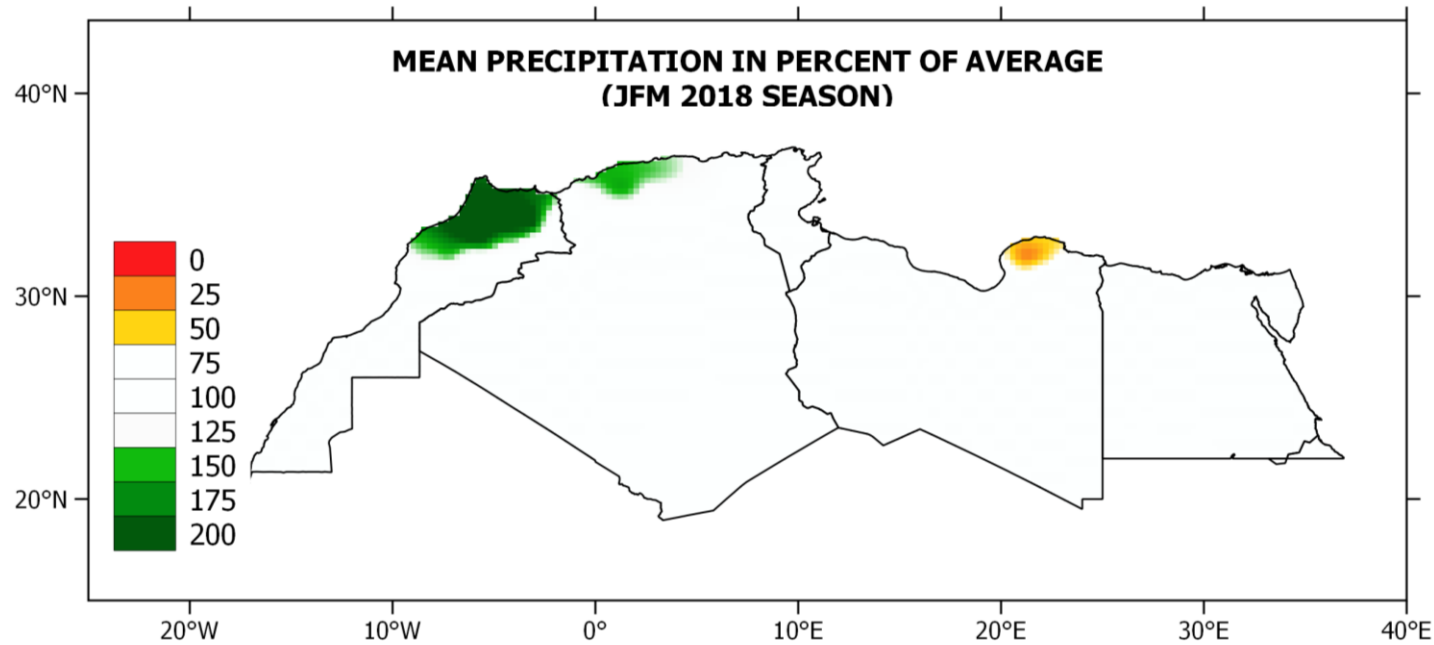 MEAN PRECIPITATION IN PERCENT OF AVERAGE
(JFM 2018 SEASON)
40°N
30°N
20°N
0
25
50
75
100
125
150
175
200
20°W 10°W 0° 10°E 20°E 30°E 40°E